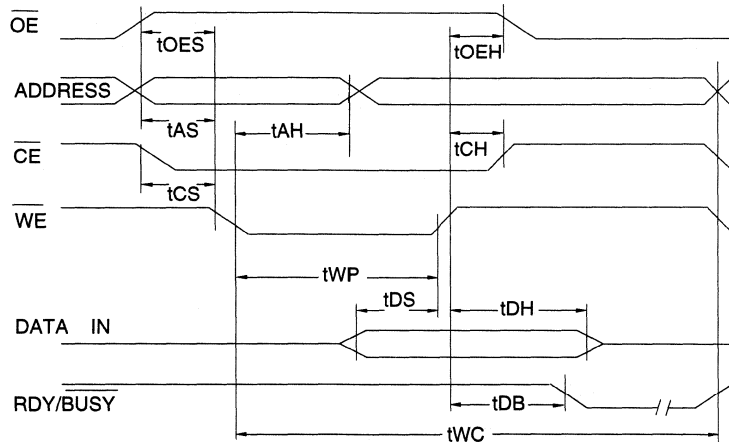 OE
tOES
tOEH
ADDRESS
tAS
tAH
tCH
CE
tCS
WE
tWP
tDS
tDH
DATA IN
RDY/BUSY
tDB
tWC